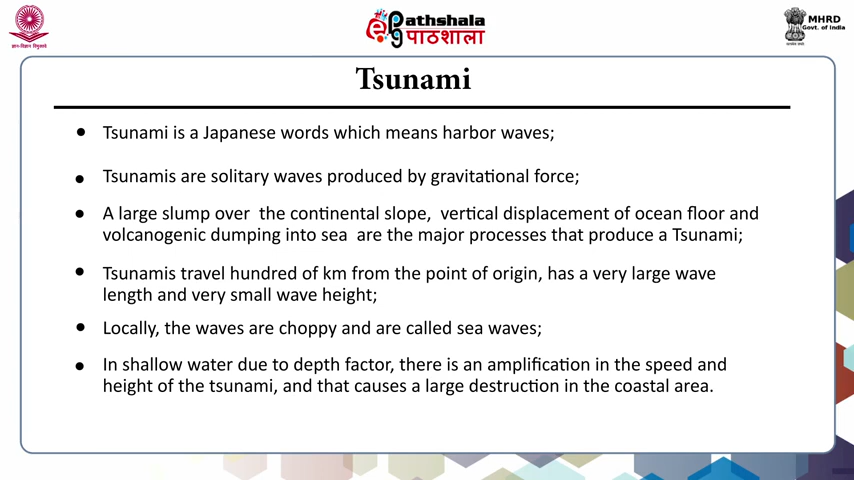 Pathshala
पाठशाला
MHRD
Govt. of India
Tsunami
• Tsunami is a Japanese words which means harbor waves;
• Tsunamis are solitary waves produced by gravitational force;
• A large slump over the continental slope, vertical displacement of ocean floor and
volcanogenic dumping into sea are the major processes that produce a Tsunami;
• Tsunamis travel hundred of km from the point of origin, has a very large wave
length and very small wave height;
• Locally, the waves are choppy and are called sea waves;
• In shallow water due to depth factor, there is an amplification in the speed and
height of the tsunami, and that causes a large destruction in the coastal area.